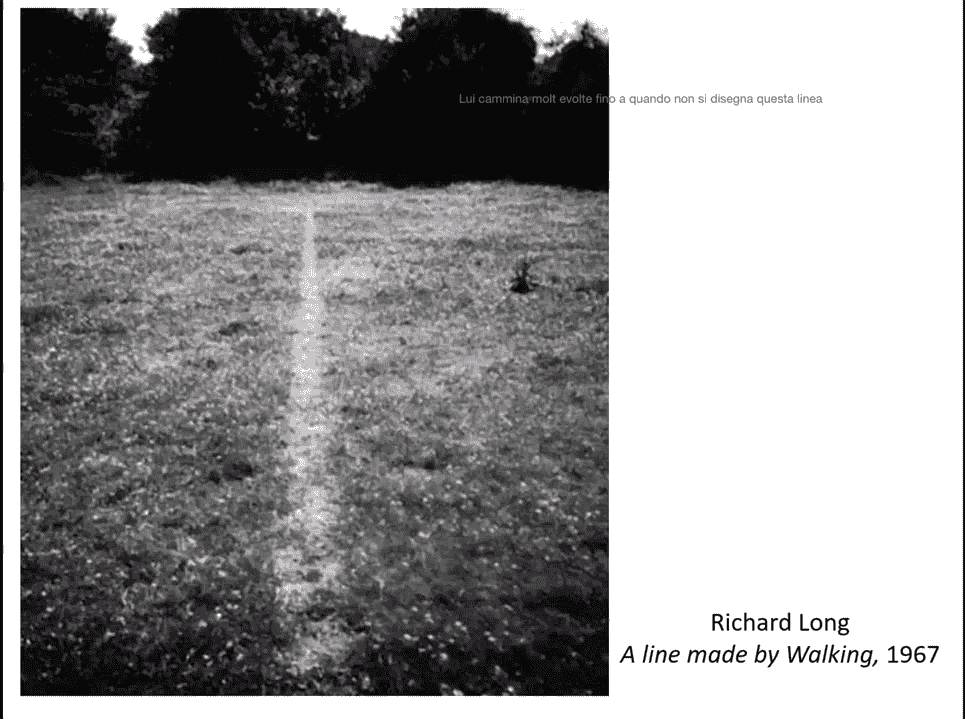 Lui cammina molt evolte fino a quando non si disegna questa linea
Richard Long
A line made by Walking, 1967